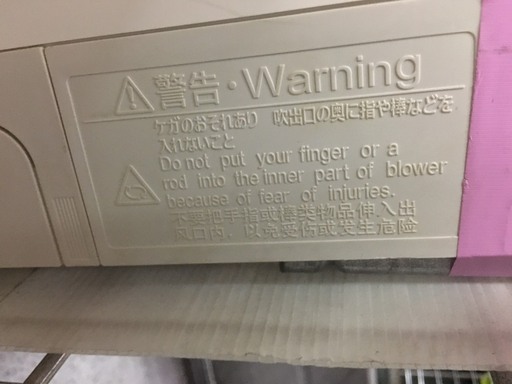 警告・Warning
ケガのおそれあり 吹出口の奥に指や棒などを
入れないこと
Do not put your finger or a
rod into the inner part of blower
because of fear of injuries.
不要把手指或棒类物品伸入出
风口内，以免受伤或发生危险